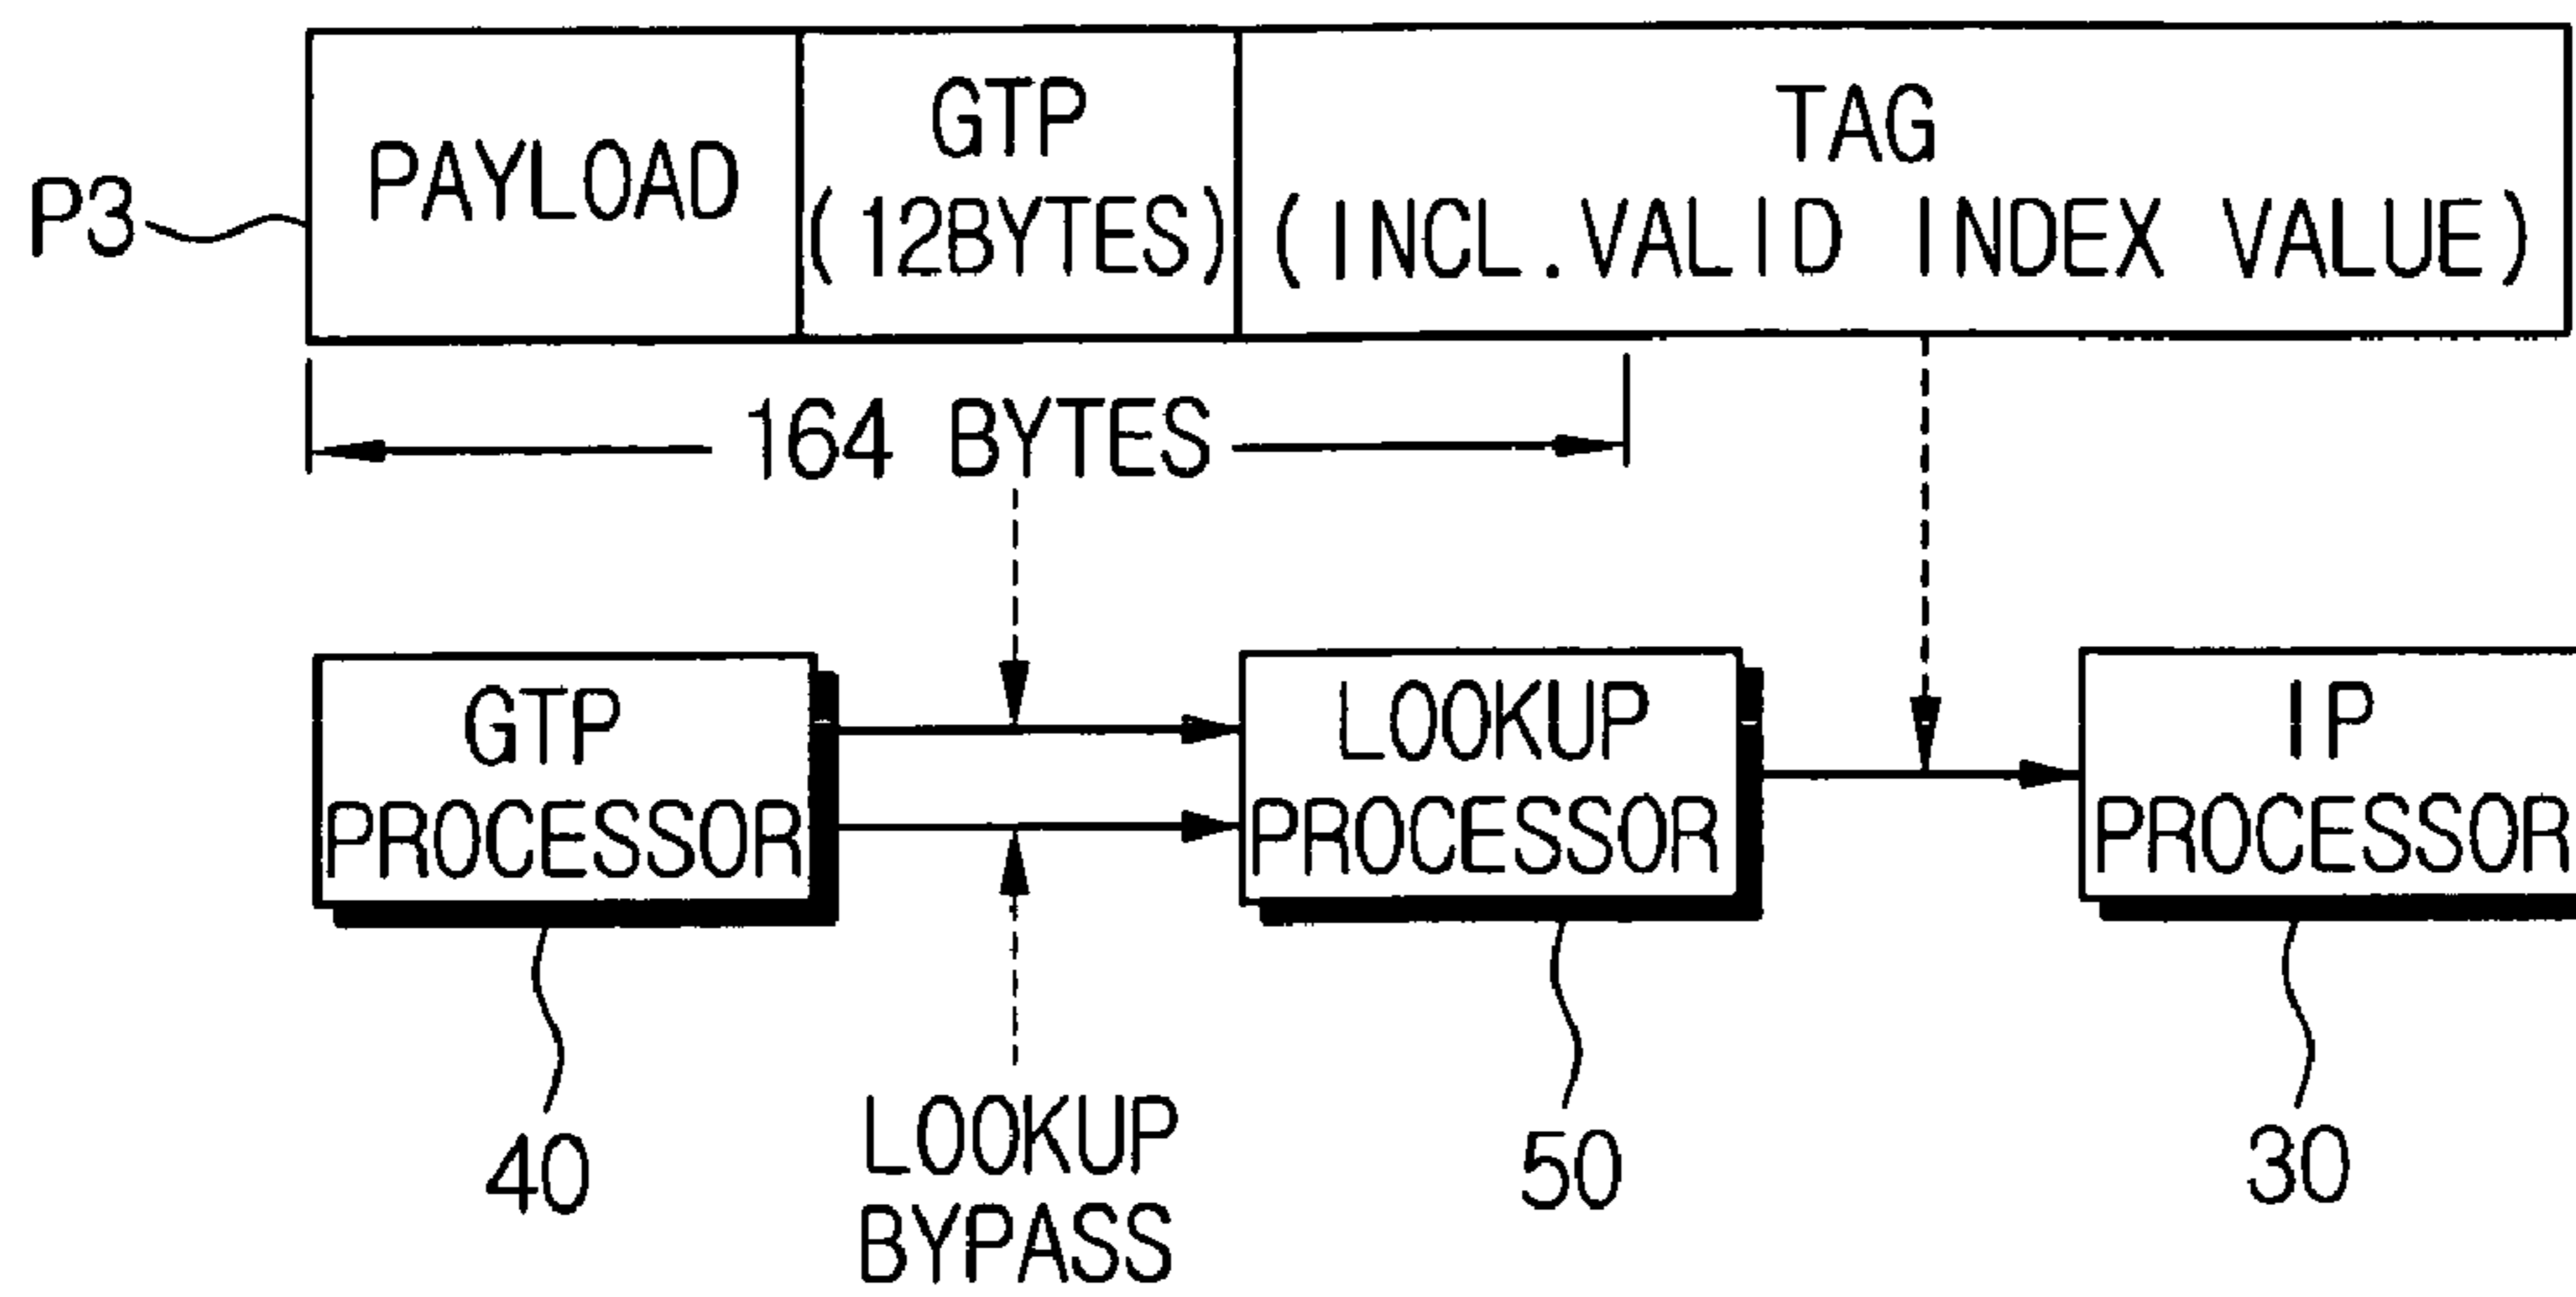 P3
PAYLOAD
GTP
(12BYTES)
TAG
(INCL.VALID INDEX VALUE)
164 BYTES
GTP
PROCESSOR
LOOKUP
PROCESSOR
IP
PROCESSOR
40
LOOKUP
BYPASS
50
30